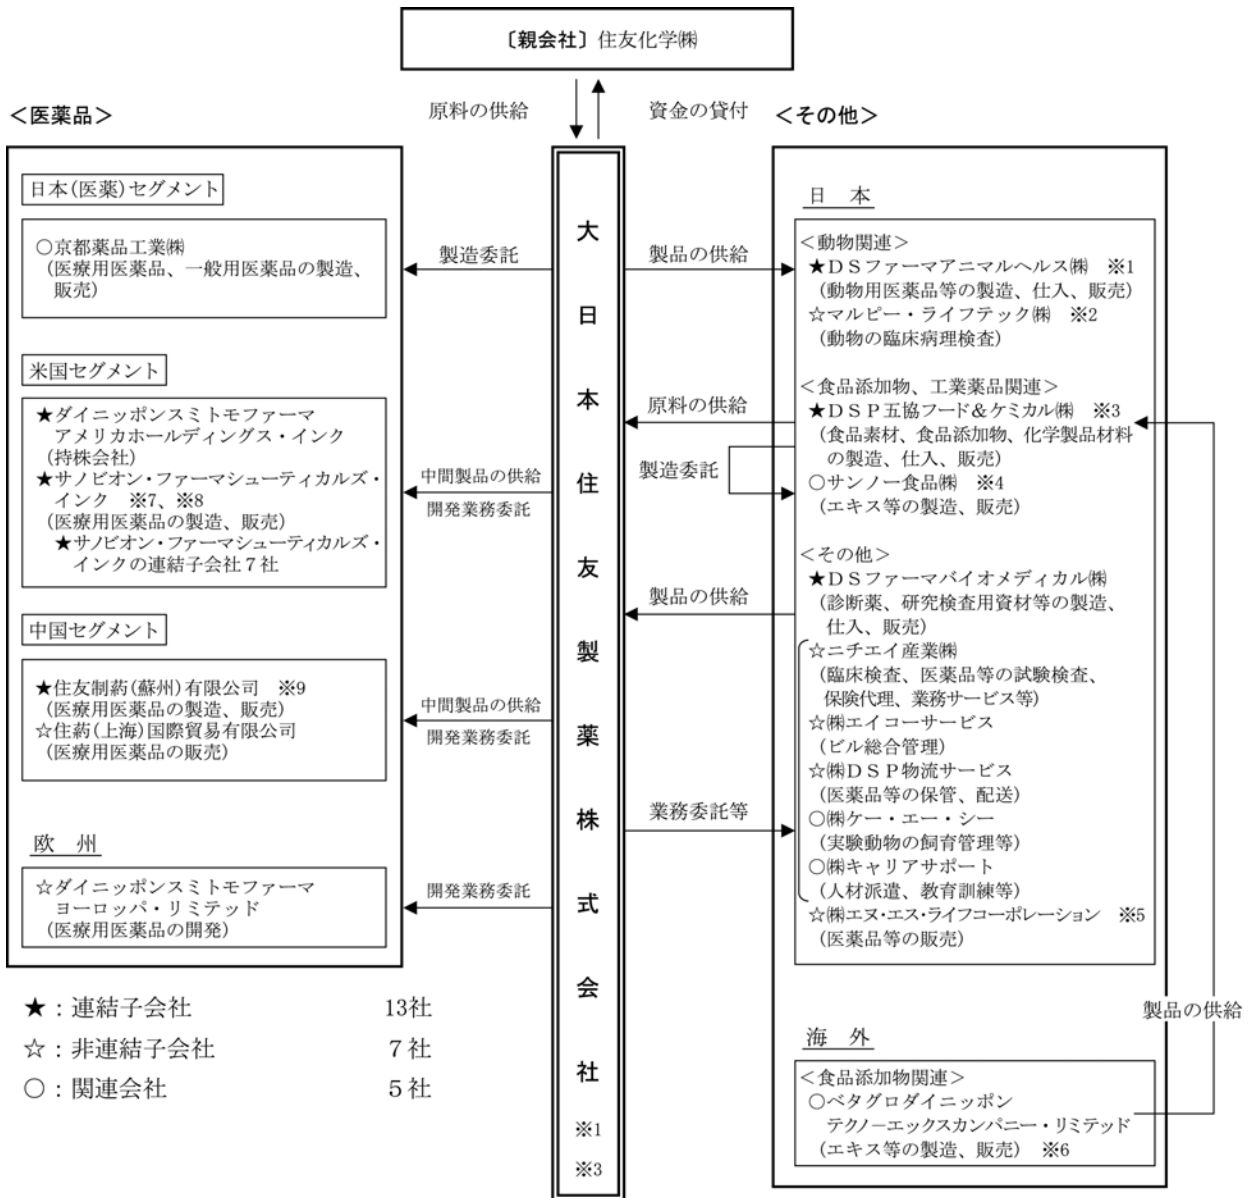 〔親会社〕住友化学㈱
原料の供給
資金の貸付
＜医薬品＞
日本(医薬)セグメント
○京都薬品工業㈱
(医療用医薬品、一般用医薬品の製造、
販売)
米国セグメント
★ダイニッポンスミトモファーマ
アメリカホールディングス・インク
(持株会社)
★サノビオン・ファーマシューティカルズ・
インク　※7、※8
(医療用医薬品の製造、販売)
★サノビオン・ファーマシューティカルズ・
インクの連結子会社７社
中国セグメント
★住友制葯(蘇州)有限公司　※9
(医療用医薬品の製造、販売)
☆住葯(上海)国際貿易有限公司
(医療用医薬品の販売)
欧　州
☆ダイニッポンスミトモファーマ
ヨーロッパ・リミテッド
(医療用医薬品の開発)
★：連結子会社　13社
☆：非連結子会社　７社
○：関連会社　５社
製造委託
中間製品の供給
開発業務委託
中間製品の供給
開発業務委託
開発業務委託
大日本住友製薬株式会社
※1
※3
製品の供給
原料の供給
製造委託
製品の供給
業務委託等
＜その他＞
日　本
＜動物関連＞
★ＤＳファーマアニマルヘルス㈱　※1
(動物用医薬品等の製造、仕入、販売)
☆マルピー・ライフテック㈱　※2
(動物の臨床病理検査)
＜食品添加物、工業薬品関連＞
★ＤＳＰ五協フード＆ケミカル㈱　※3
(食品素材、食品添加物、化学製品材料
の製造、仕入、販売)
○サンノー食品㈱　※4
(エキス等の製造、販売)
＜その他＞
★ＤＳファーマバイオメディカル㈱
(診断薬、研究検査用資材等の製造、
仕入、販売)
☆ニチエイ産業㈱
(臨床検査、医薬品等の試験検査、
保険代理、業務サービス等)
☆㈱エイコーサービス
(ビル総合管理)
☆㈱ＤＳＰ物流サービス
(医薬品等の保管、配送)
○㈱ケー・エー・シー
(実験動物の飼育管理等)
○㈱キャリアサポート
(人材派遣、教育訓練等)
☆㈱エヌ・エス・ライフコーポレーション　※5
(医薬品等の販売)
製品の供給
海　外
＜食品添加物関連＞
○ベタグロダイニッポン
テクノ－エックスカンパニー・リミテッド
(エキス等の製造、販売)　※6